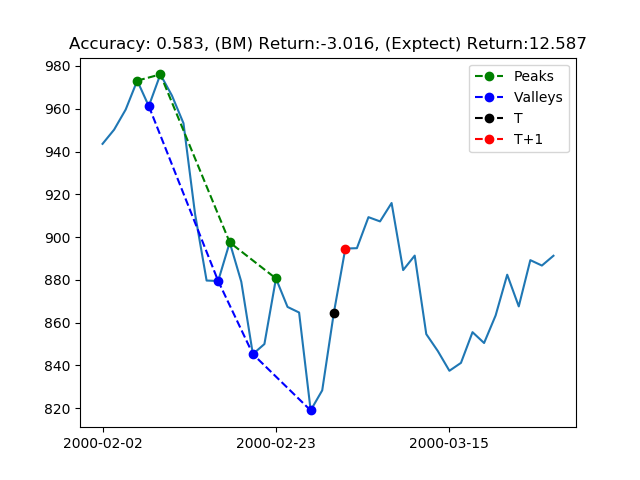 Accuracy: 0.583, (BM) Return:-3.016, (Exptect) Return:12.587
980
960
940
920
900
880
860
840
820
2000-02-02
2000-02-23
2000-03-15
Peaks
Valleys
T
T+1